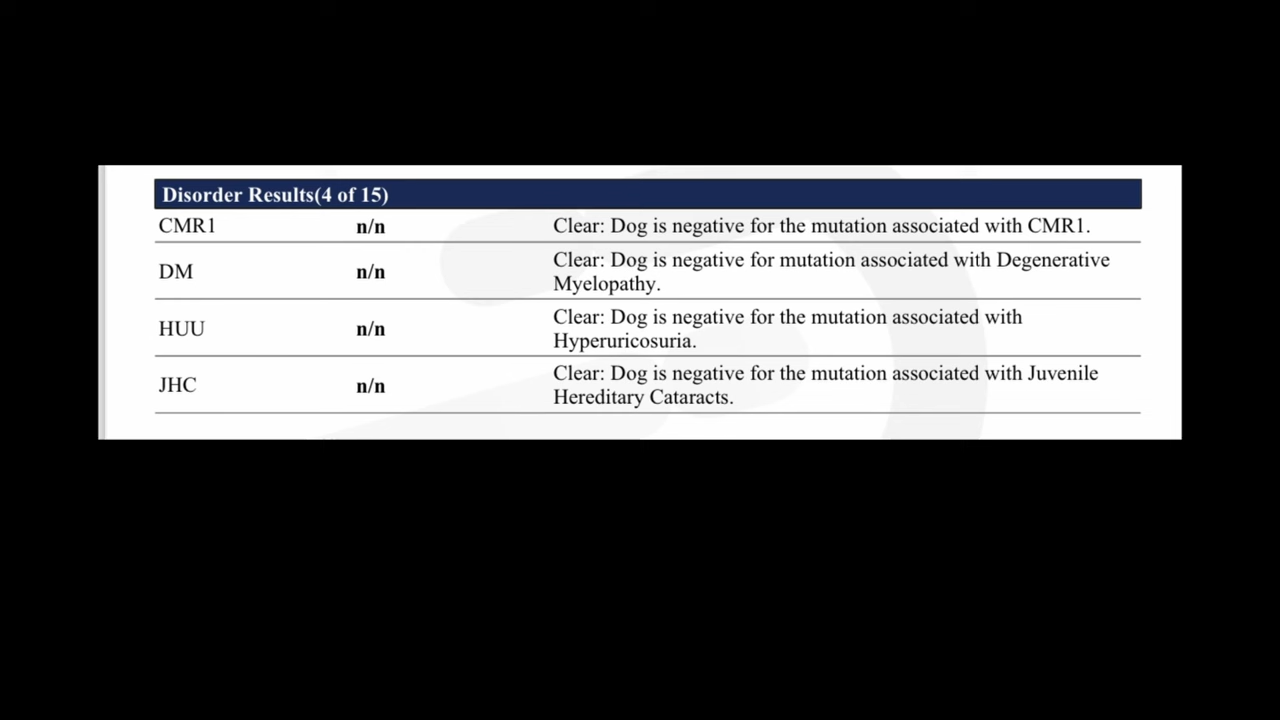 Disorder Results(4 of 15)
CMR1 n/n Clear: Dog is negative for the mutation associated with CMR1.
DM n/n Clear: Dog is negative for mutation associated with Degenerative
Myelopathy.
HUU n/n Clear: Dog is negative for the mutation associated with
Hyperuricosuria.
JHC n/n Clear: Dog is negative for the mutation associated with Juvenile
Hereditary Cataracts.